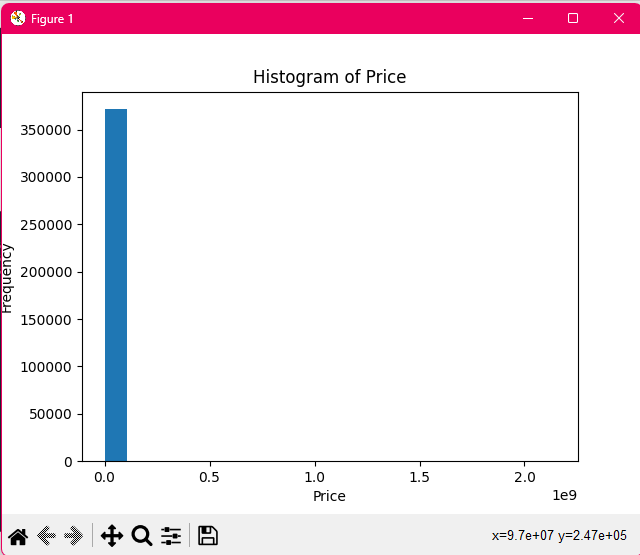 Figure 1
Histogram of Price
350000
300000
250000
200000
150000
100000
50000
0
Frequency
0.0 0.5 1.0 1.5 2.0
1e9
Price
x=9.7e+07 y=2.47e+05